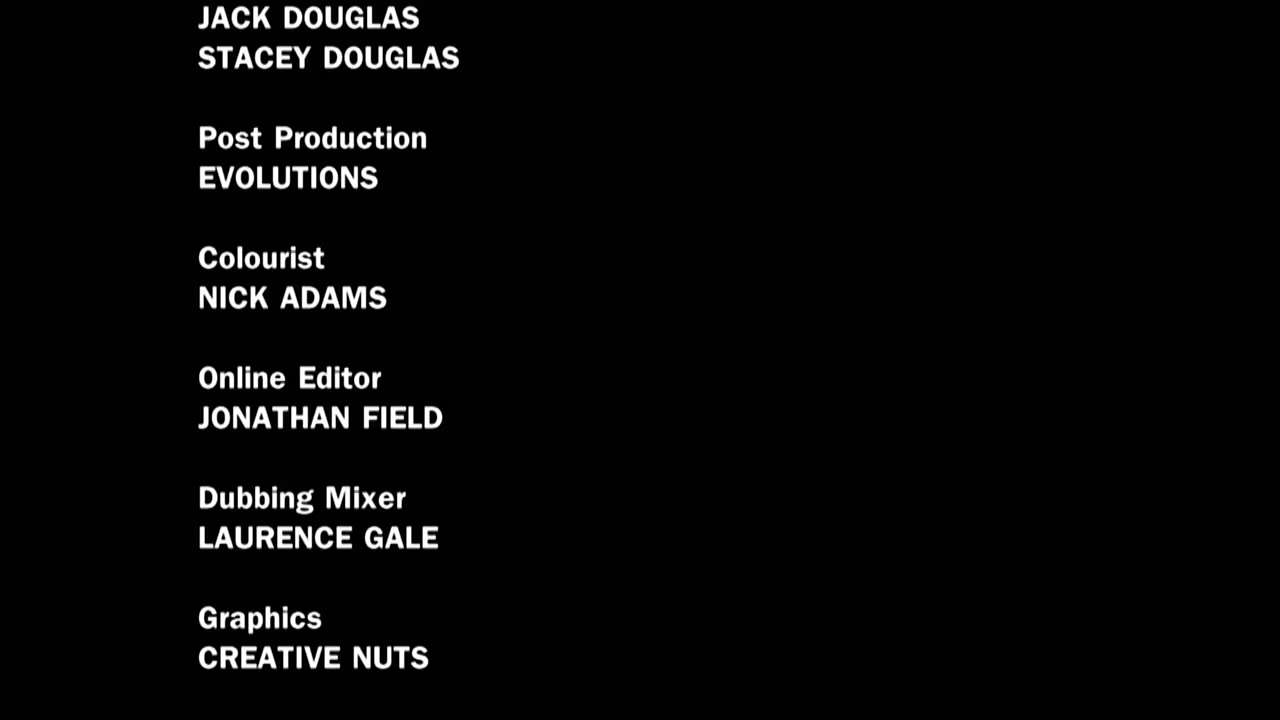 JACK DOUGLAS
STACEY DOUGLAS
Post Production
EVOLUTIONS
Colourist
NICK ADAMS
Online Editor
JONATHAN FIELD
Dubbing Mixer
LAURENCE GALE
Graphics
CREATIVE NUTS